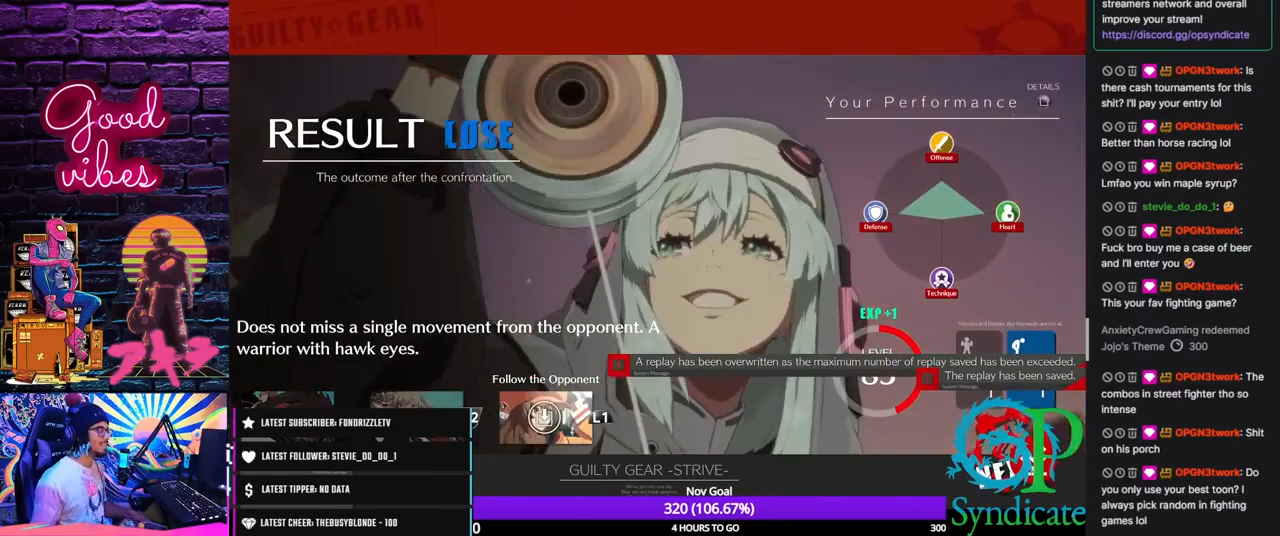 Good
vibes
GUILTY GEAR
RESULT LOSE
The outcome after the confrontation.
Does not miss a single movement from the opponent. A
warrior with hawk eyes.
DETAILS
Your Performance
Offense
Defense
Heart
Technique
EXP +1
LEVEL
A replay has been overwritten as the maximum number of replay saved has been exceeded.
System Message
The replay has been saved.
System Message
Follow the Opponent
L1
2
LATEST SUBSCRIBER: FONDRIZZLETV
LATEST FOLLOWER: STEVIE_DO_DO_1
LATEST TIPPER: NO DATA
LATEST CHEER: THEBUSYBLONDE - 100
GUILTY GEAR -STRIVE-
Nov Goal
320 (106.67%)
0
4 HOURS TO GO
300
OP
Syndicate
streamers network and overall
improve your stream!
https://discord.gg/opsyndicate
OPGN3twork: Is
there cash tournaments for this
shit? I'll pay your entry lol
OPGN3twork:
Better than horse racing lol
OPGN3twork:
Lmfao you win maple syrup?
stevie_do_do_1: 🤔
OPGN3twork:
Fuck bro buy me a case of beer
and I'll enter you 🤣
OPGN3twork:
This your fav fighting game?
AnxietyCrewGaming redeemed
Jojo's Theme 300
OPGN3twork: The
combos in street fighter tho so
intense
OPGN3twork: Shit
on his porch
OPGN3twork: Do
you only use your best toon? I
always pick random in fighting
games lol